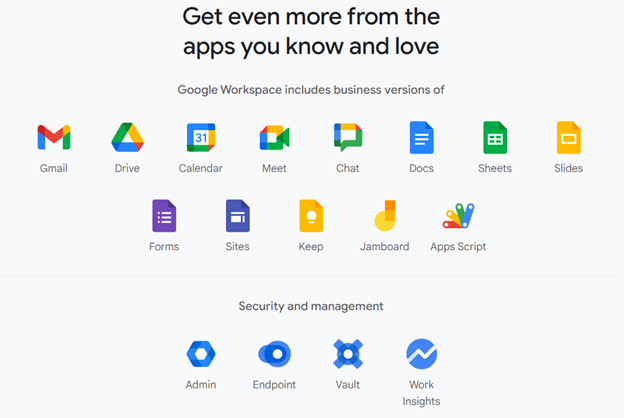 Get even more from the
apps you know and love
Google Workspace includes business versions of
31
Gmail Drive Calendar Meet Chat Docs Sheets Slides
Forms Sites Keep Jamboard Apps Script
Security and management
Admin Endpoint Vault Work
Insights